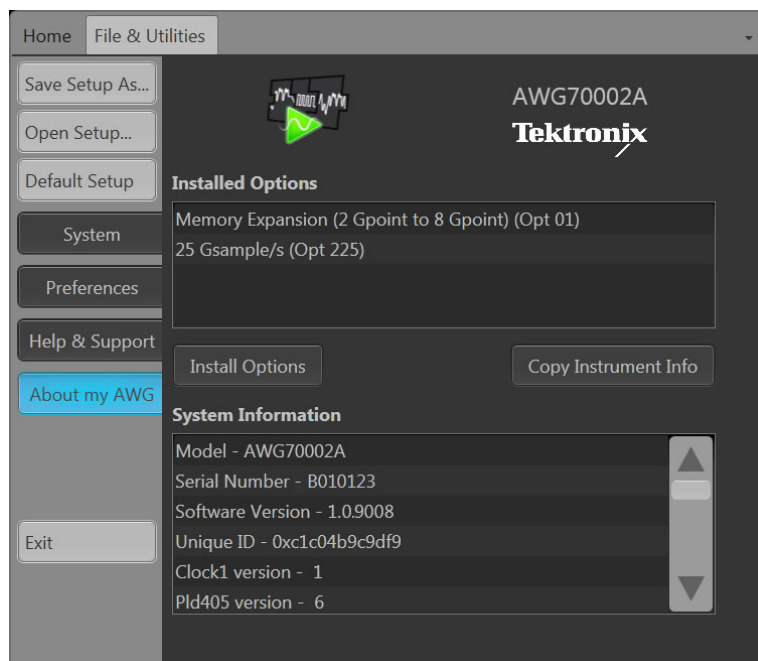 Home
File & Utilities
Save Setup As...
Open Setup...
Default Setup
System
Preferences
Help & Support
About my AWG
Exit
AWG70002A
Tektronix
Installed Options
Memory Expansion (2 Gpoint to 8 Gpoint) (Opt 01)
25 Gsample/s (Opt 225)
Install Options
Copy Instrument Info
System Information
Model - AWG70002A
Serial Number - B010123
Software Version - 1.0.9008
Unique ID - 0xc1c04b9c9df9
Clock1 version - 1
Pld405 version - 6